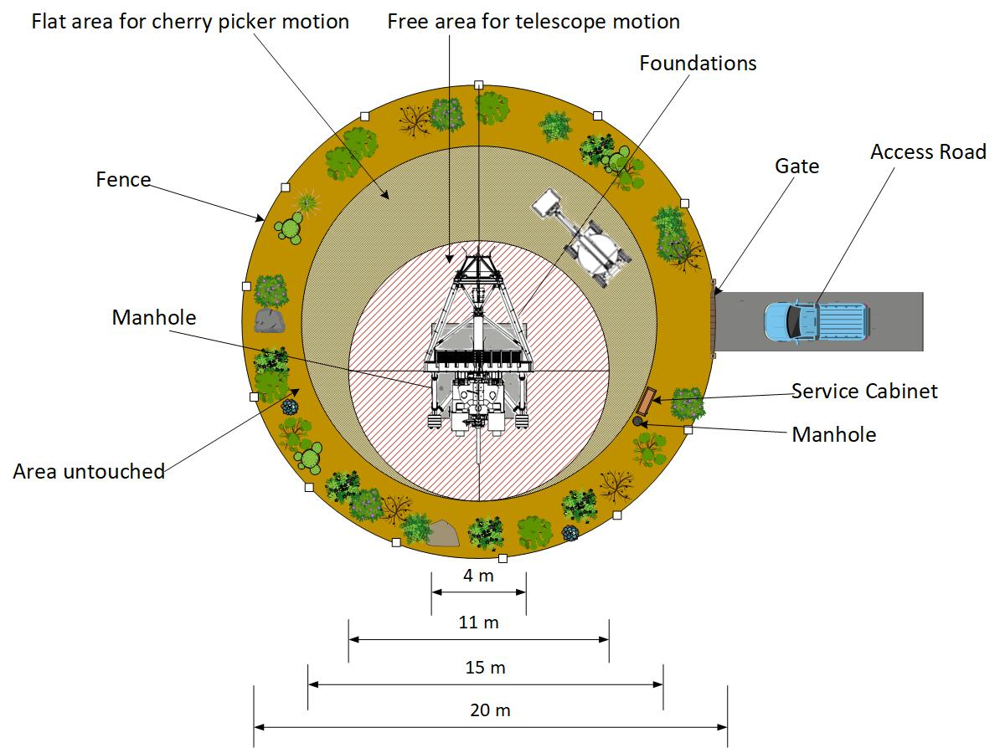 Flat area for cherry picker motion
Free area for telescope motion
Foundations
Access Road
Gate
Fence
Manhole
Service Cabinet
Manhole
Area untouched
4 m
11 m
15 m
20 m